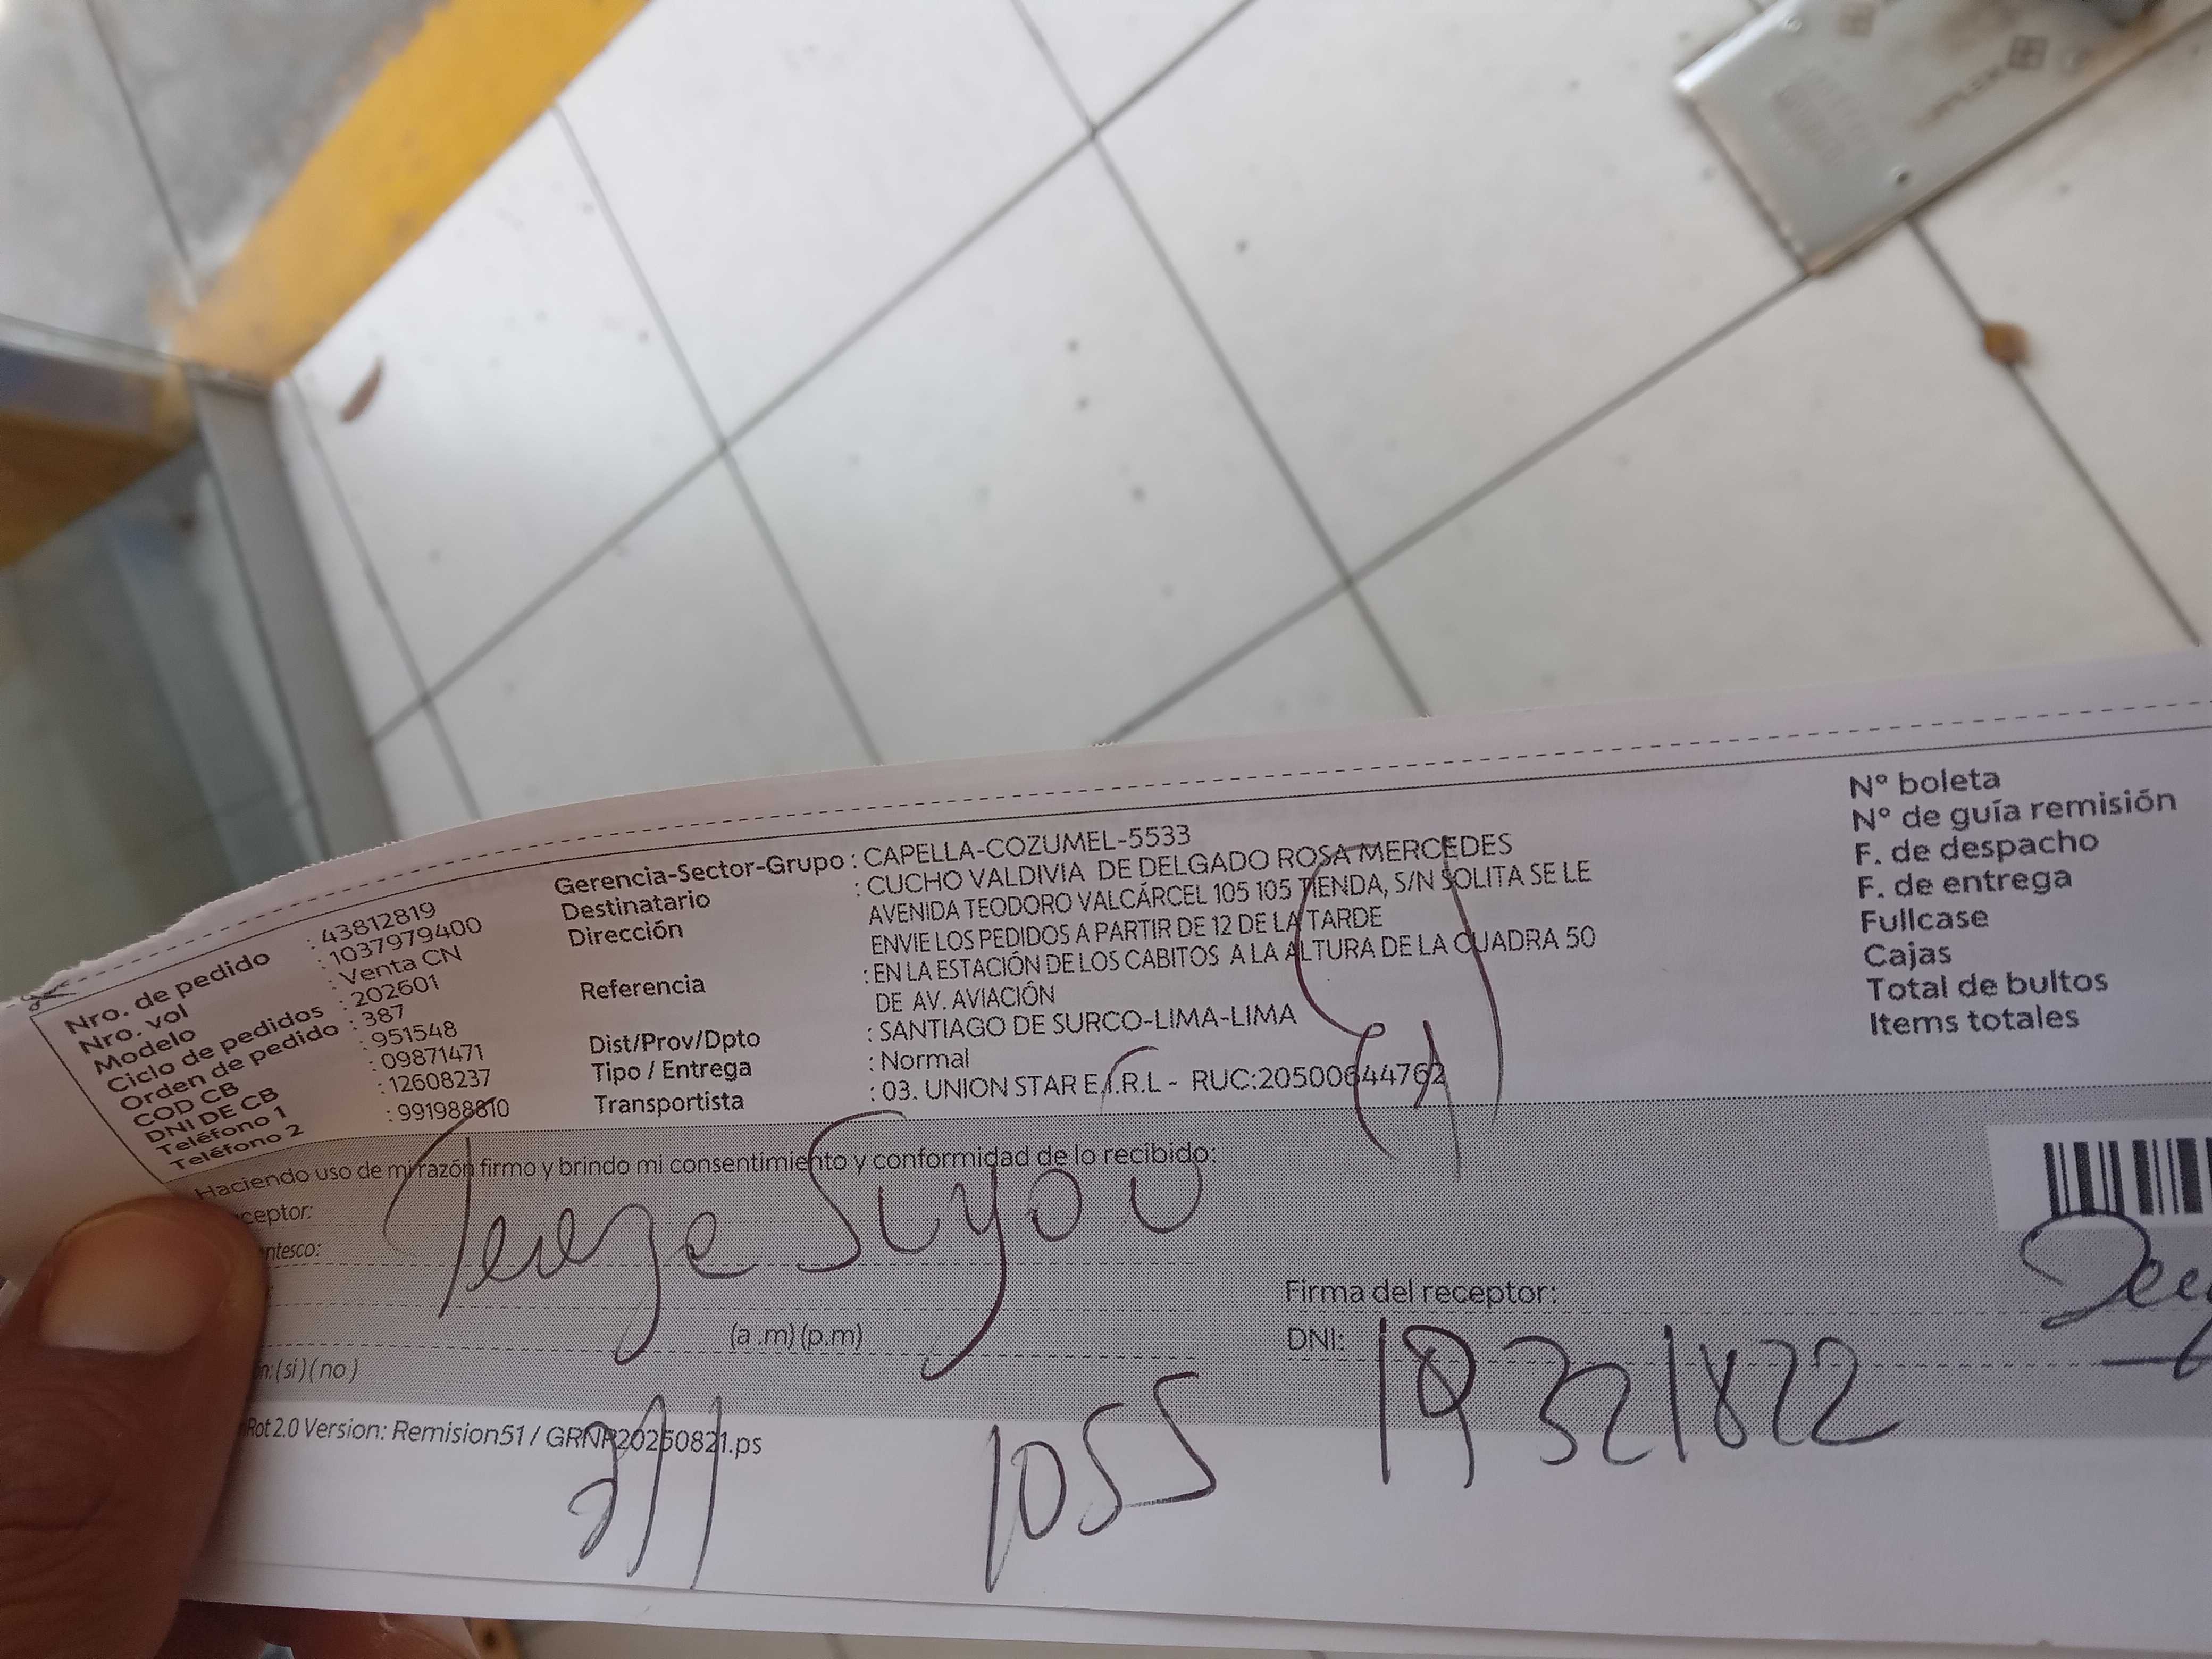 Nro. de pedido : 43812819
Nro. vol : 1037979400
Modelo : Venta CN
Ciclo de pedidos : 202601
Orden de pedido : 387
COD CB : 951548
DNI DE CB : 09871471
Teléfono 1 : 12608237
Teléfono 2 : 991988810
Gerencia-Sector-Grupo : CAPELLA-COZUMEL-5533
Destinatario : CUCHO VALDIVIA DE DELGADO ROSA MERCEDES
Dirección AVENIDA TEODORO VALCÁRCEL 105 105 TIENDA, S/N SOLITA SE LE
ENVIE LOS PEDIDOS A PARTIR DE 12 DE LA TARDE
Referencia : EN LA ESTACIÓN DE LOS CABITOS A LA ALTURA DE LA CUADRA 50
DE AV. AVIACIÓN
Dist/Prov/Dpto : SANTIAGO DE SURCO-LIMA-LIMA
Tipo / Entrega : Normal
Transportista : 03. UNION STAR E.I.R.L - RUC:20500644762
N° boleta
N° de guía remisión
F. de despacho
F. de entrega
Fullcase
Cajas
Total de bultos
Items totales
Haciendo uso de mi razón firmo y brindo mi consentimiento y conformidad de lo recibido:
ceptor:
ntesco:
(a .m) (p.m)
(si) ( no )
Firma del receptor:
DNI: 19321822
Rot 2.0 Version: Remision51 / GRNP20250821.ps
1055